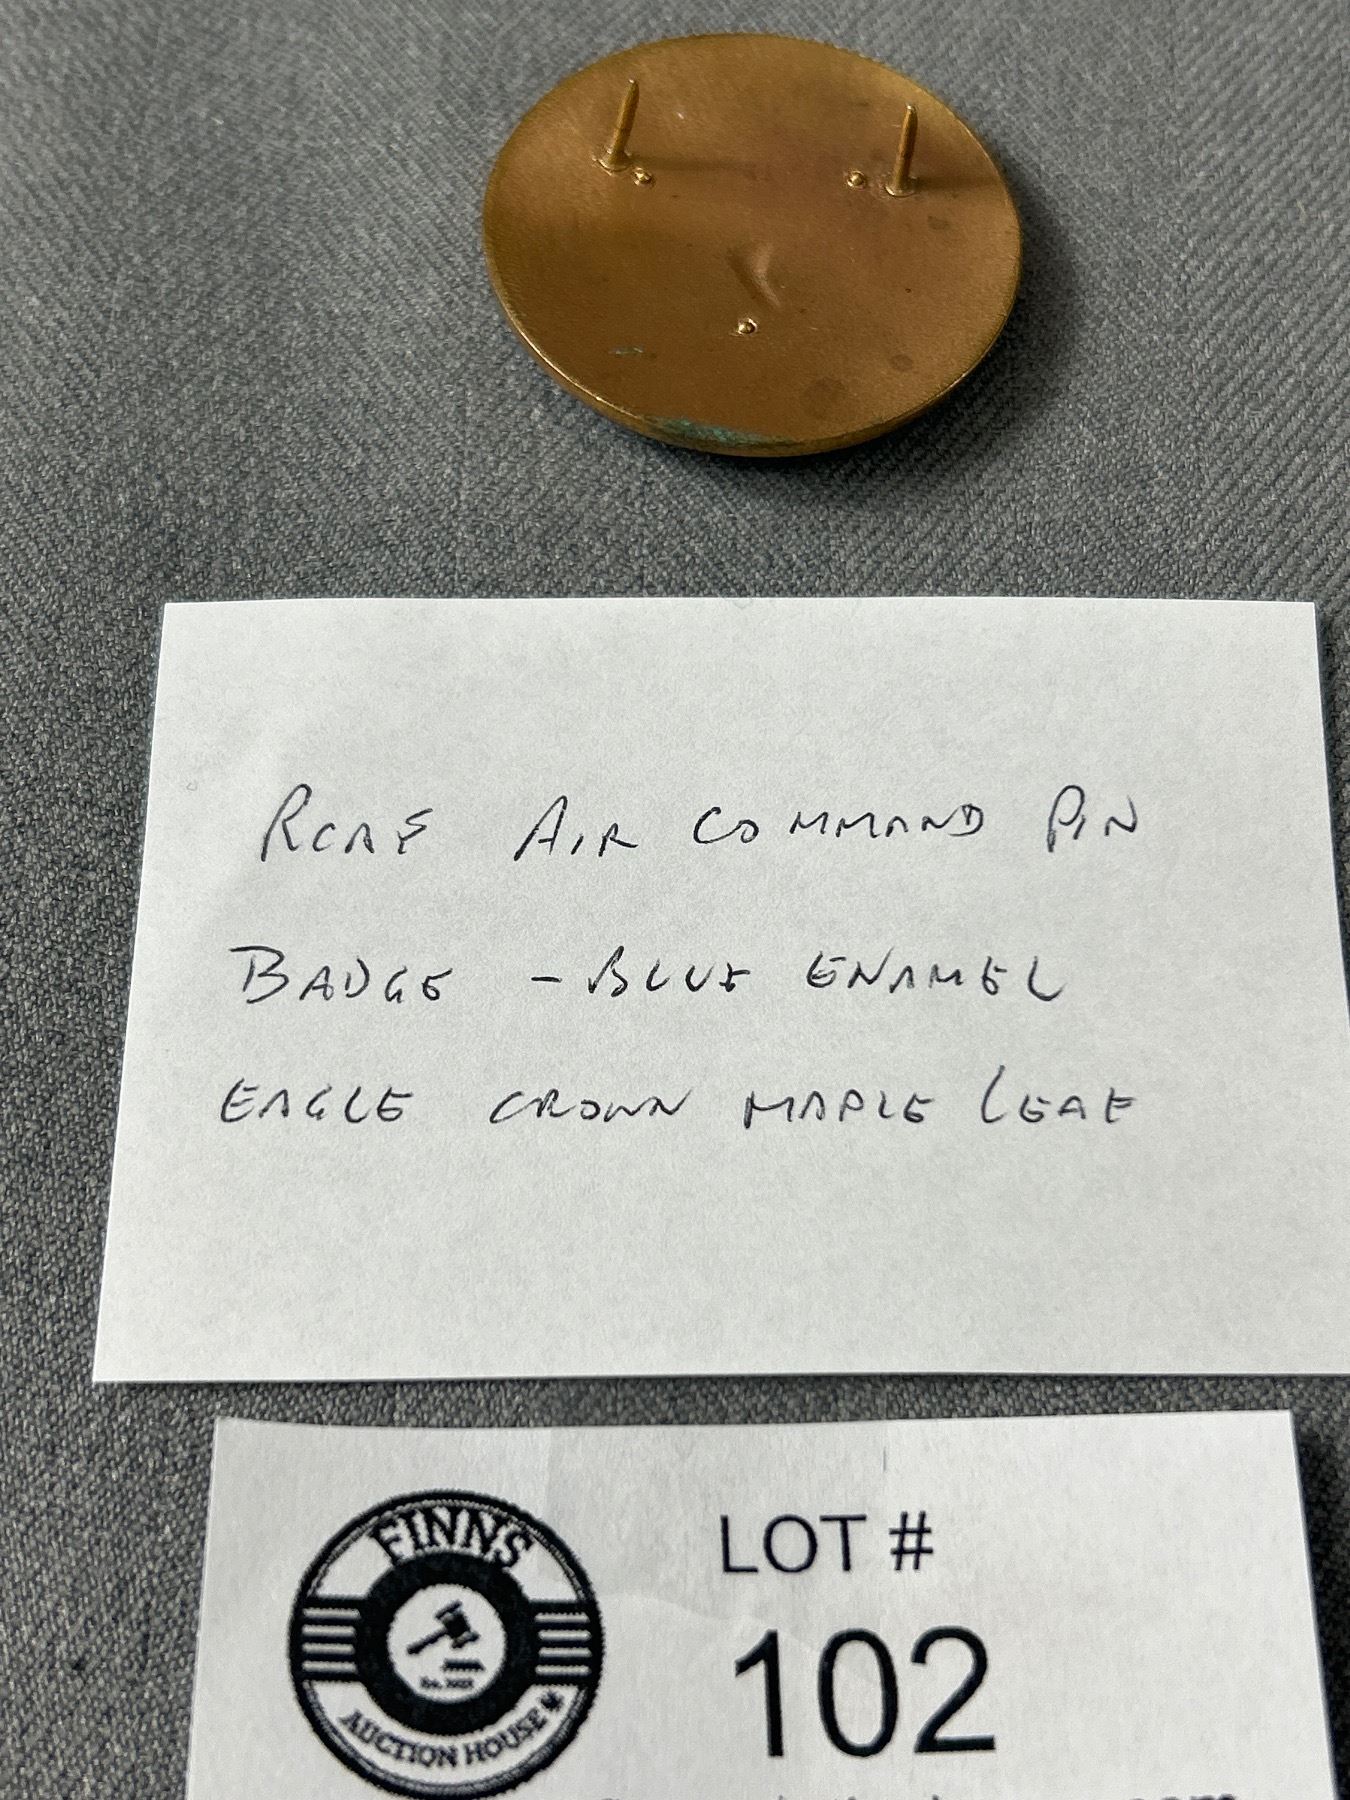 RCAF AIR COMMAND PIN
BADGE - BLUE ENAMEL
EAGLE CROWN MAPLE LEAF
FINNS
AUCTION HOUSE
LOT #
102